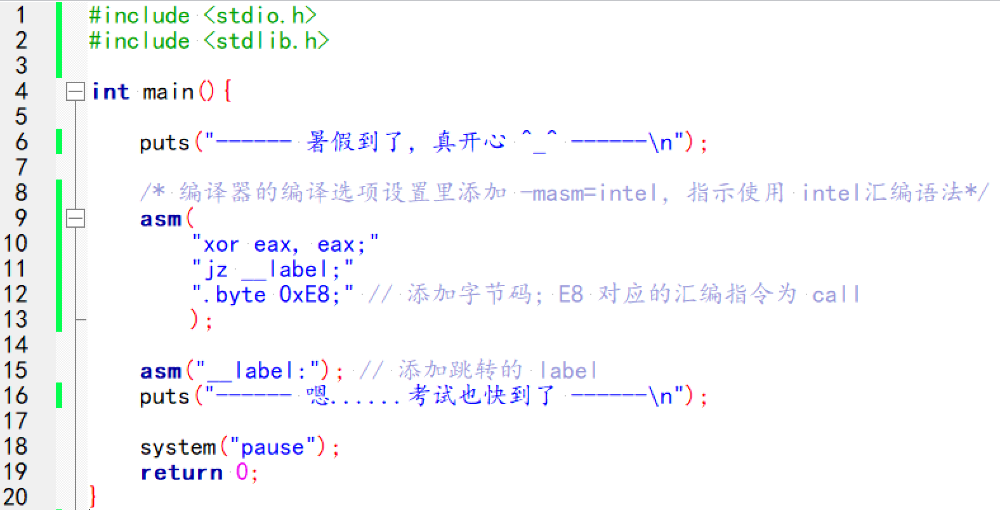 1 #include <stdio.h>
2 #include <stdlib.h>
3
4 int main(){
5
6 puts("------ 暑假到了，真开心 ^_^ ------\n");
7
8 /* 编译器的编译选项设置里添加 -masm=intel, 指示使用 intel汇编语法*/
9 asm(
10 "xor eax, eax;"
11 "jz __label;"
12 ".byte 0xE8;" // 添加字节码; E8 对应的汇编指令为 call
13 );
14
15 asm("__label:"); // 添加跳转的 label
16 puts("------ 嗯......考试也快到了 ------\n");
17
18 system("pause");
19 return 0;
20 }